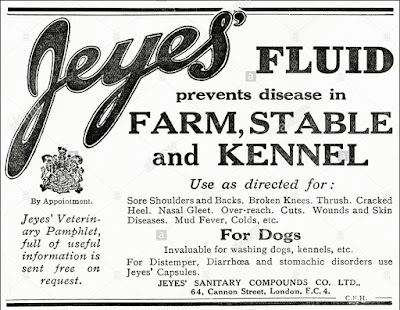 Jeyes'
FLUID
prevents disease in
FARM, STABLE
and KENNEL
By Appointment.
Jeyes' Veterin-
ary Pamphlet,
full of useful
information is
sent free on
request.
Use as directed for:
Sore Shoulders and Backs. Broken Knees. Thrush. Cracked
Heel. Nasal Gleet. Over-reach. Cuts. Wounds and Skin
Diseases. Mud Fever, Colds, etc.
For Dogs
Invaluable for washing dogs, kennels, etc.
For Distemper, Diarrhœa and stomachic disorders use
Jeyes' Capsules.
JEYES' SANITARY COMPOUNDS CO. LTD.,
64, Cannon Street, London, E.C.4.
C.F.H.